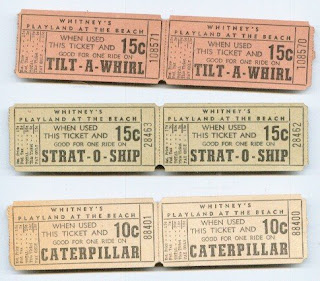 WHITNEY'S
PLAYLAND AT THE BEACH
WHEN USED
THIS TICKET AND 15c
GOOD FOR ONE RIDE ON
TILT-A-WHIRL
108571
WHITNEY'S
PLAYLAND AT THE BEACH
WHEN USED
THIS TICKET AND 15c
GOOD FOR ONE RIDE ON
TILT-A-WHIRL
108570
WHITNEY'S
PLAYLAND AT THE BEACH
WHEN USED
THIS TICKET AND 15c
GOOD FOR ONE RIDE ON
STRAT-O-SHIP
28463
WHITNEY'S
PLAYLAND AT THE BEACH
WHEN USED
THIS TICKET AND 15c
GOOD FOR ONE RIDE ON
STRAT-O-SHIP
28462
WHITNEY'S
PLAYLAND AT THE BEACH
WHEN USED
THIS TICKET AND 10c
GOOD FOR ONE RIDE ON
CATERPILLAR
88401
WHITNEY'S
PLAYLAND AT THE BEACH
WHEN USED
THIS TICKET AND 10c
GOOD FOR ONE RIDE ON
CATERPILLAR
88400